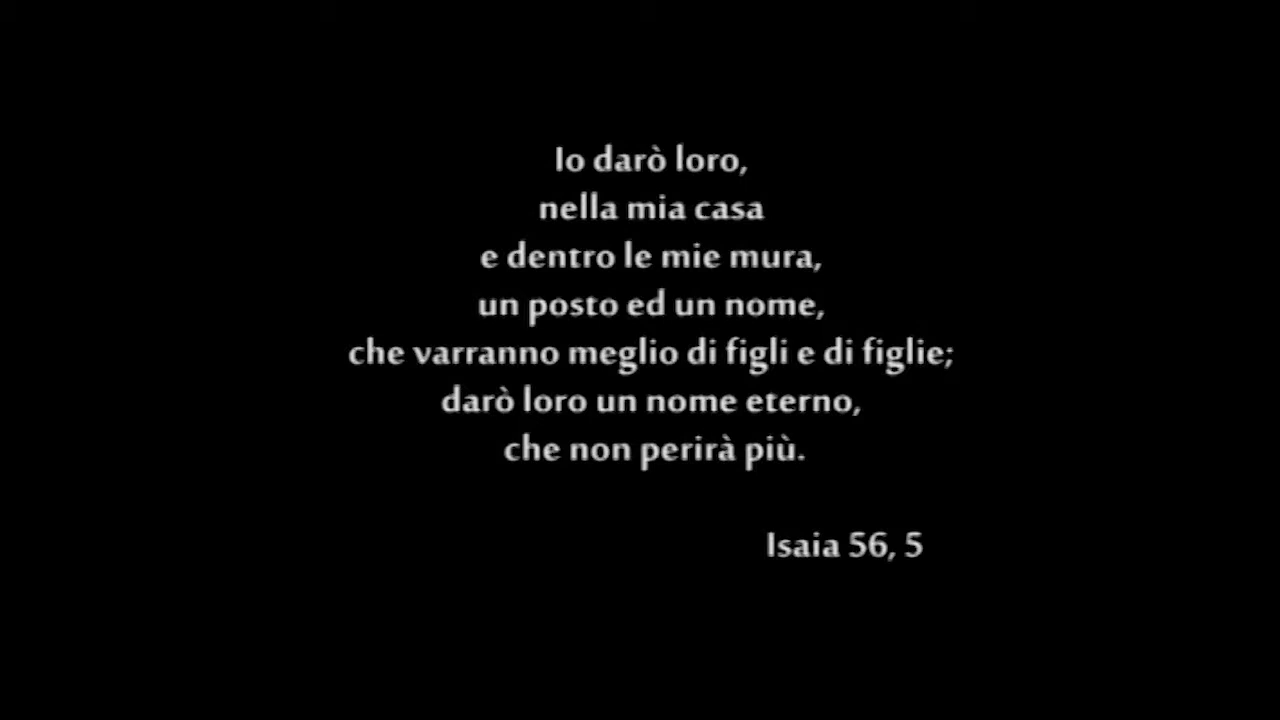 Io darò loro,
nella mia casa
e dentro le mie mura,
un posto ed un nome,
che varranno meglio di figli e di figlie;
darò loro un nome eterno,
che non perirà più.
Isaia 56, 5